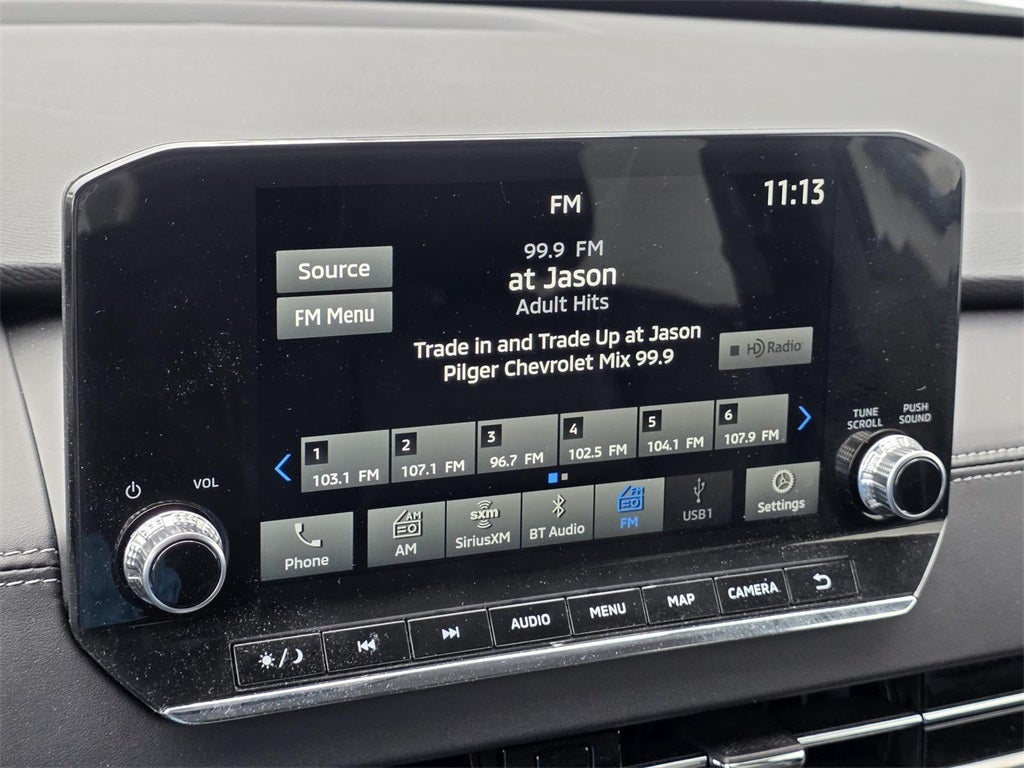 FM
11:13
99.9 FM
at Jason
Adult Hits
Source
FM Menu
Trade in and Trade Up at Jason
Pilger Chevrolet Mix 99.9
HD Radio
1
103.1 FM
2
107.1 FM
3
96.7 FM
4
102.5 FM
5
104.1 FM
6
107.9 FM
TUNE
SCROLL
PUSH
SOUND
VOL
Phone
AM
AM
sxm
SiriusXM
BT Audio
FM
FM
USB1
Settings
AUDIO
MENU
MAP
CAMERA